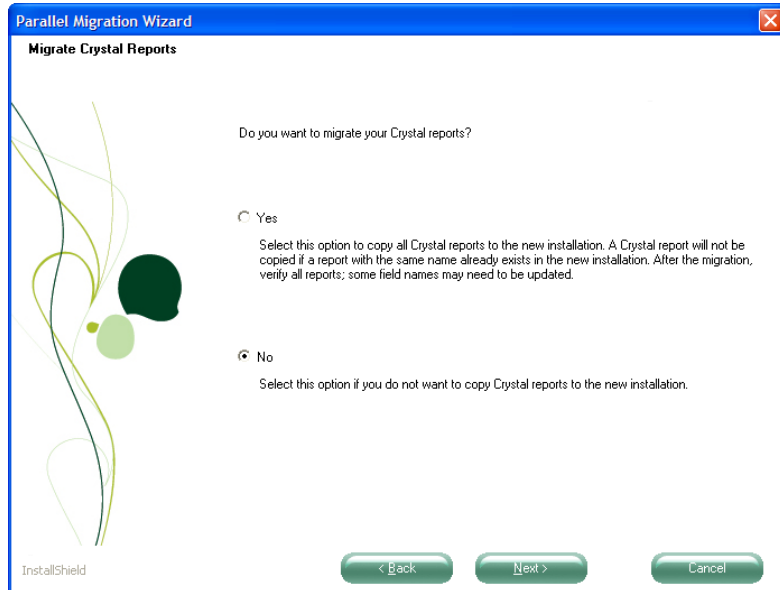 Parallel Migration Wizard
Migrate Crystal Reports
Do you want to migrate your Crystal reports?
Yes
Select this option to copy all Crystal reports to the new installation. A Crystal report will not be
copied if a report with the same name already exists in the new installation. After the migration,
verify all reports; some field names may need to be updated.
No
Select this option if you do not want to copy Crystal reports to the new installation.
InstallShield
< Back
Next >
Cancel